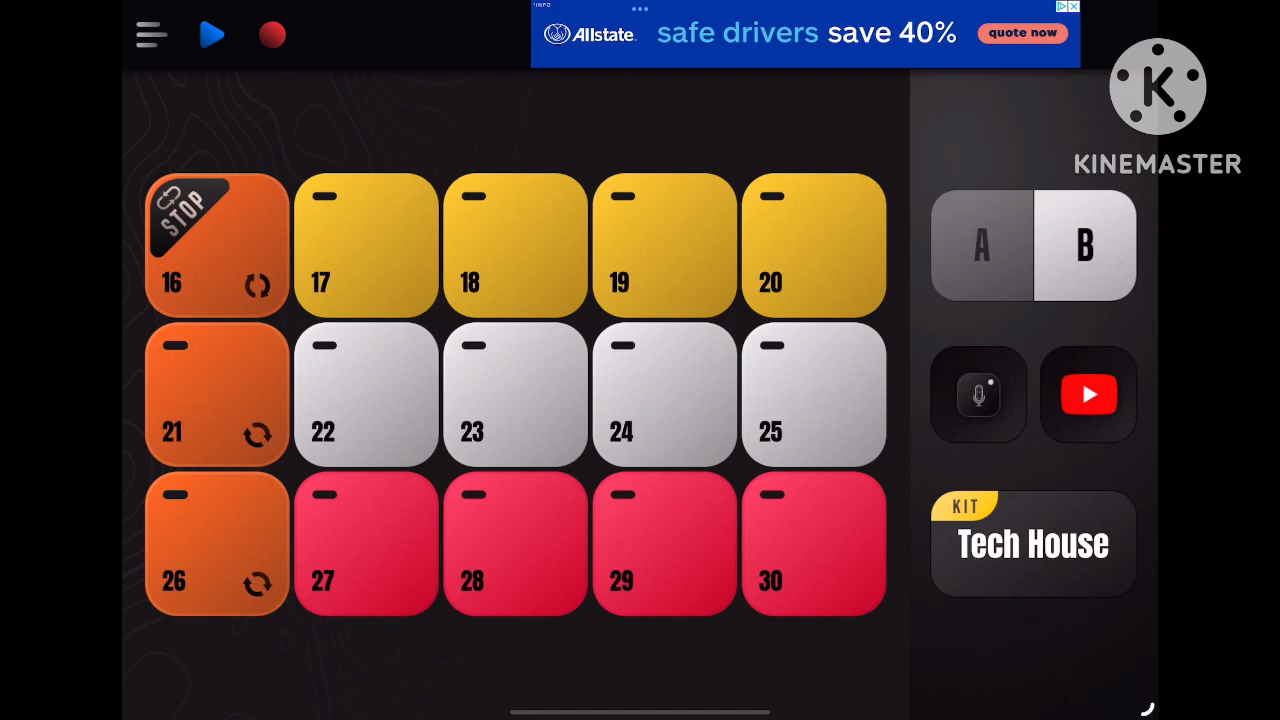 *INFO
Allstate.
safe drivers save 40%
quote now
K
KINEMASTER
STOP
16
17
18
19
20
A
B
21
22
23
24
25
KIT
Tech House
26
27
28
29
30